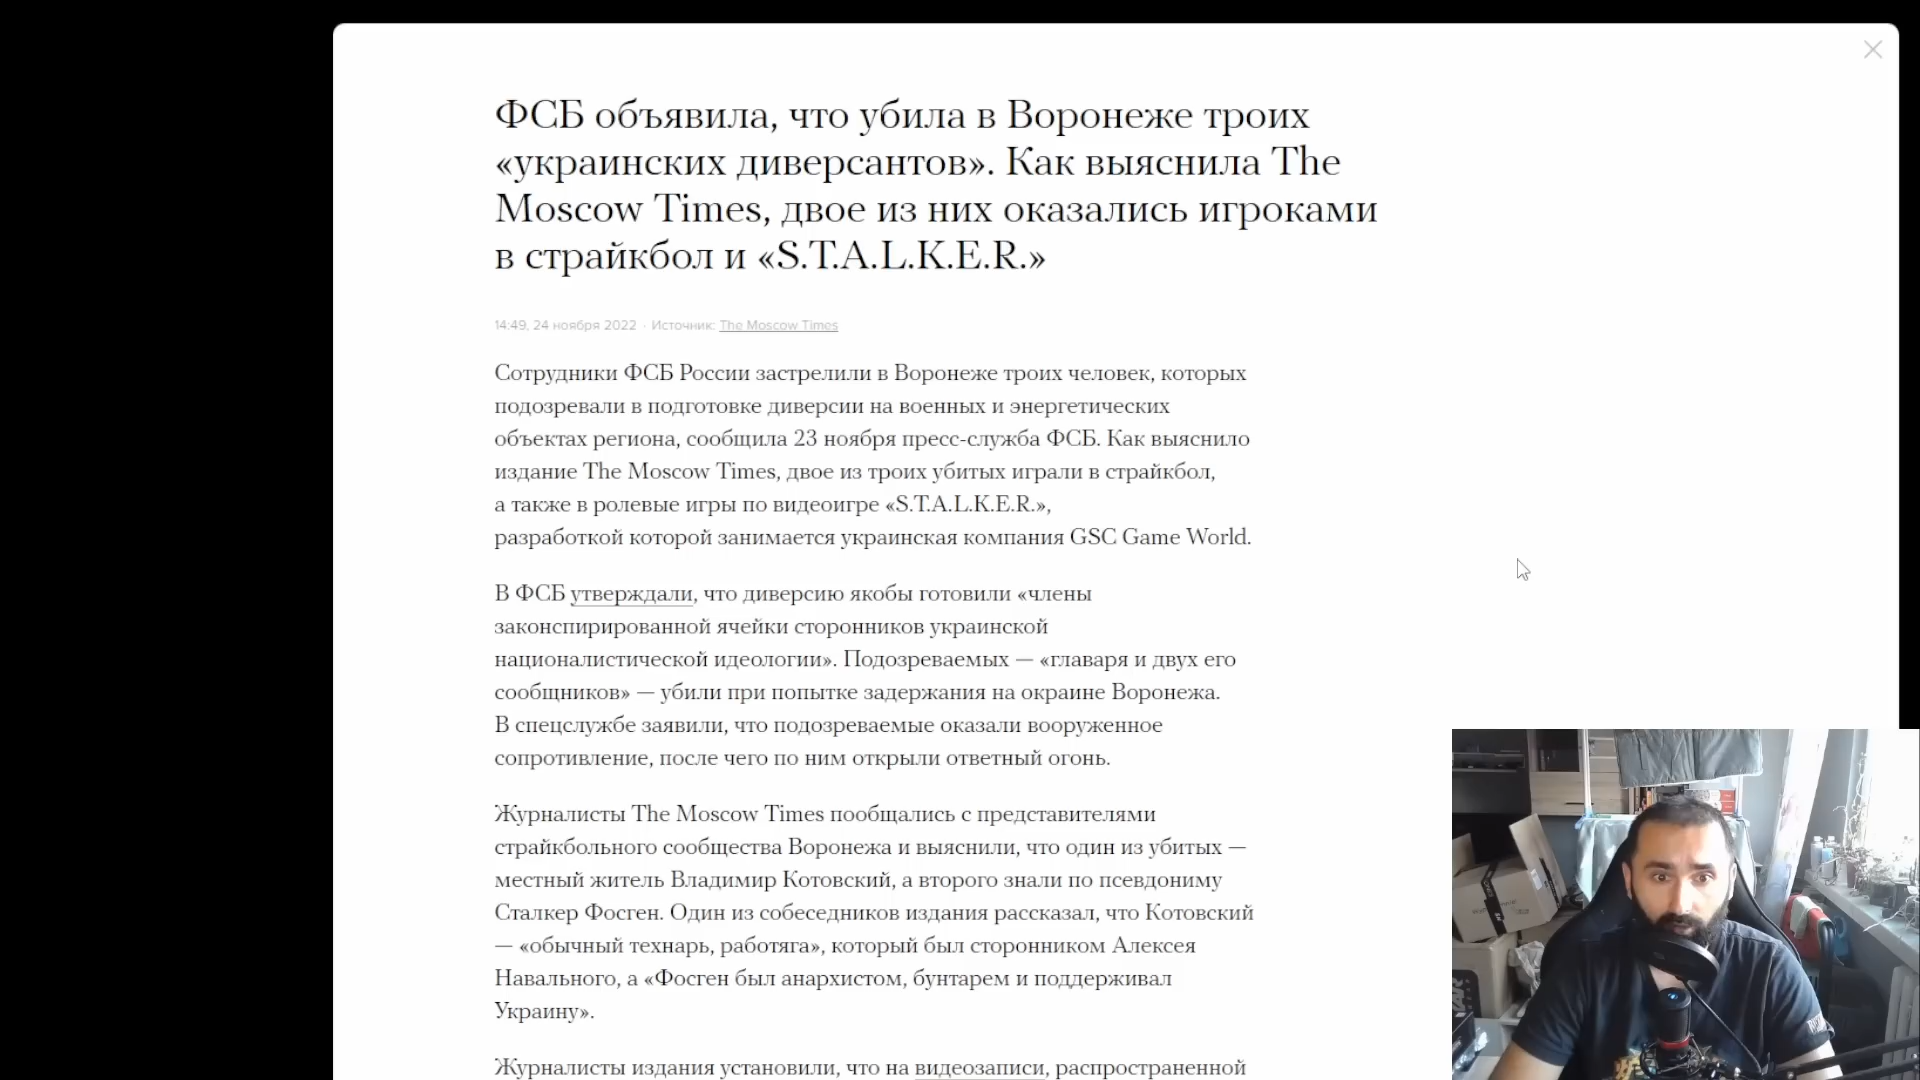 ФСБ объявила, что убила в Воронеже троих
«украинских диверсантов». Как выяснила The
Moscow Times, двое из них оказались игроками
в страйкбол и «S.T.A.L.K.E.R.»
14:49, 24 ноября 2022 · Источник: The Moscow Times
Сотрудники ФСБ России застрелили в Воронеже троих человек, которых
подозревали в подготовке диверсии на военных и энергетических
объектах региона, сообщила 23 ноября пресс-служба ФСБ. Как выяснило
издание The Moscow Times, двое из троих убитых играли в страйкбол,
а также в ролевые игры по видеоигре «S.T.A.L.K.E.R.»,
разработкой которой занимается украинская компания GSC Game World.
В ФСБ утверждали, что диверсию якобы готовили «члены
законспирированной ячейки сторонников украинской
националистической идеологии». Подозреваемых — «главаря и двух его
сообщников» — убили при попытке задержания на окраине Воронежа.
В спецслужбе заявили, что подозреваемые оказали вооруженное
сопротивление, после чего по ним открыли ответный огонь.
Журналисты The Moscow Times пообщались с представителями
страйкбольного сообщества Воронежа и выяснили, что один из убитых —
местный житель Владимир Котовский, а второго знали по псевдониму
Сталкер Фосген. Один из собеседников издания рассказал, что Котовский
— «обычный технарь, работяга», который был сторонником Алексея
Навального, а «Фосген был анархистом, бунтарем и поддерживал
Украину».
Журналисты издания установили, что на видеозаписи, распространенной